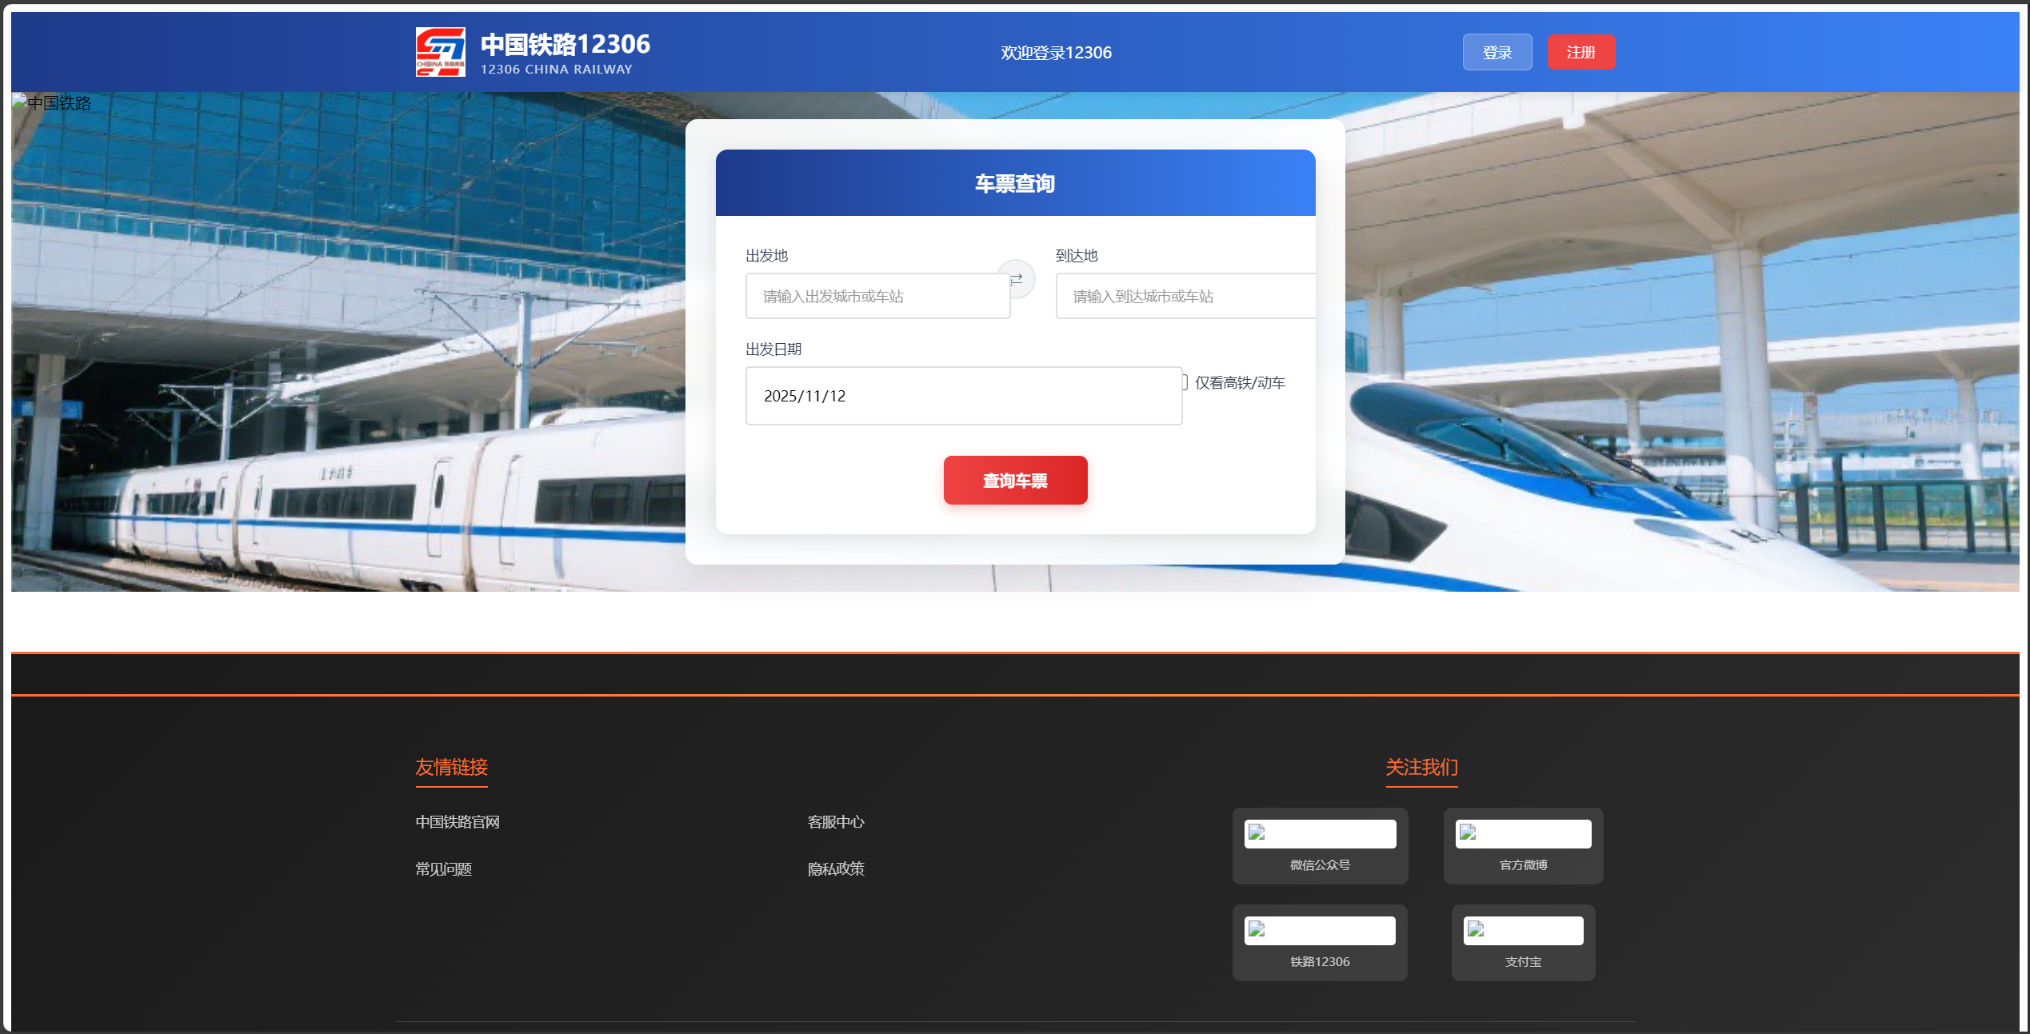 中国铁路12306
12306 CHINA RAILWAY
欢迎登录12306
登录
注册
中国铁路
车票查询
出发地
到达地
请输入出发城市或车站
⇄
请输入到达城市或车站
出发日期
2025/11/12
仅看高铁/动车
查询车票
友情链接
关注我们
中国铁路官网
客服中心
常见问题
隐私政策
微信公众号
官方微博
铁路12306
支付宝